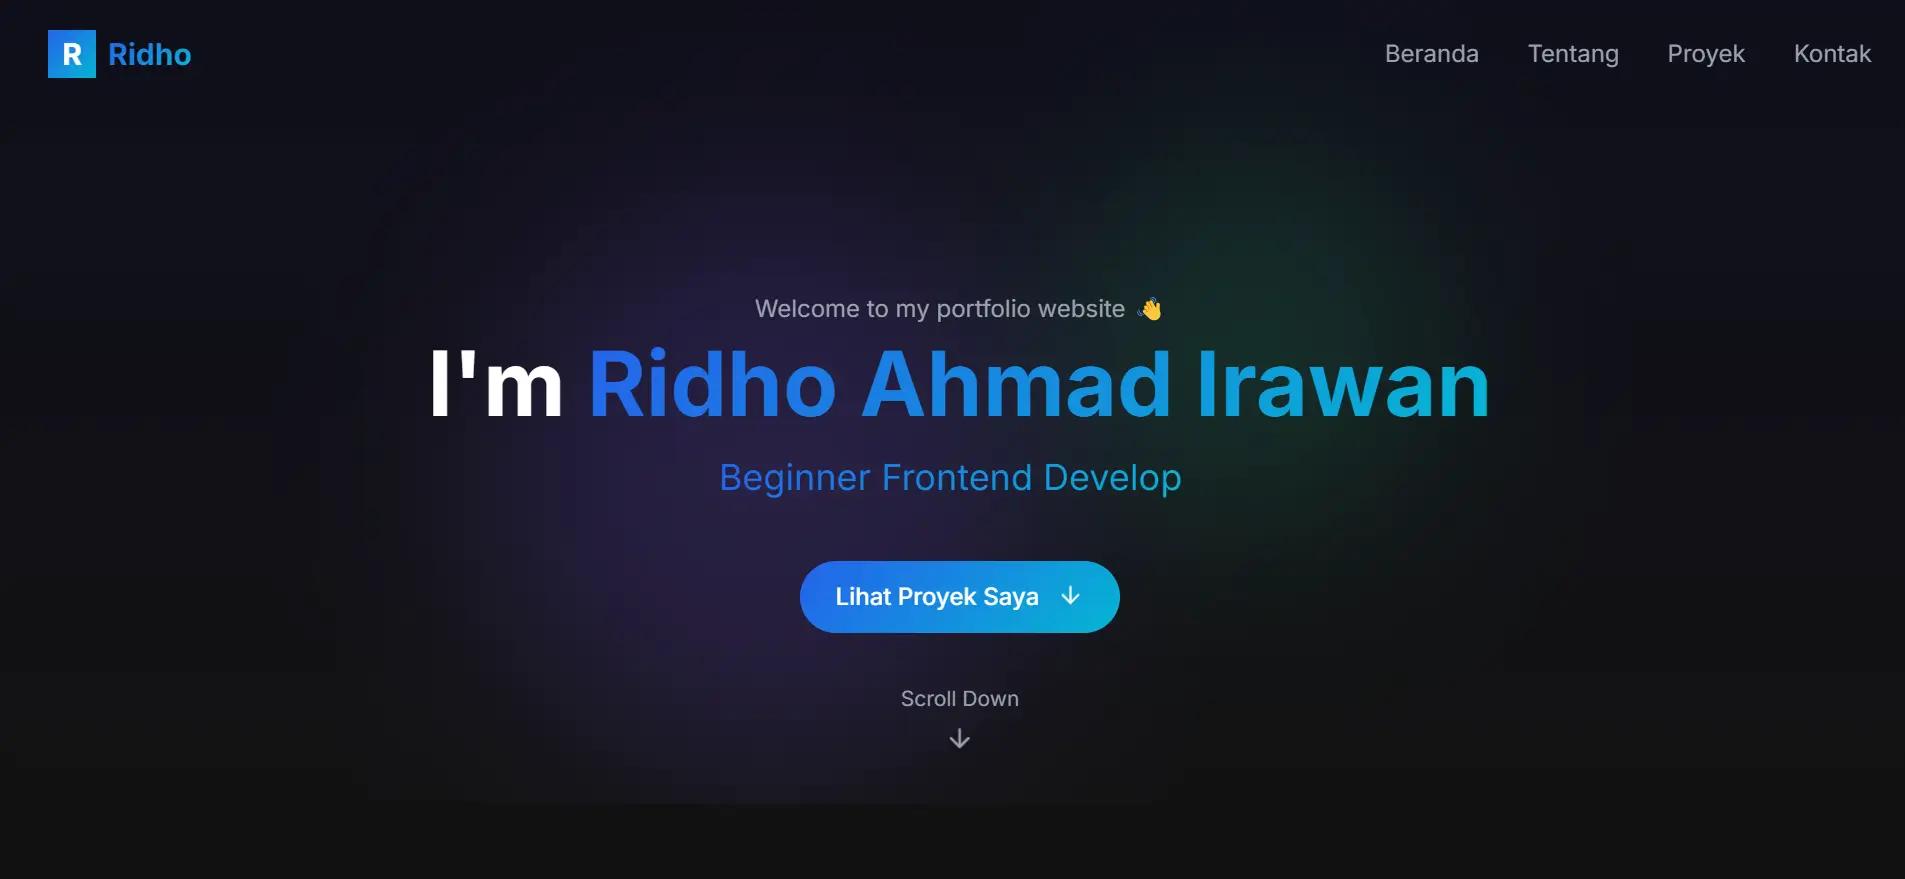 R Ridho
Beranda Tentang Proyek Kontak
Welcome to my portfolio website 👋
I'm Ridho Ahmad Irawan
Beginner Frontend Develop
Lihat Proyek Saya ↓
Scroll Down
↓